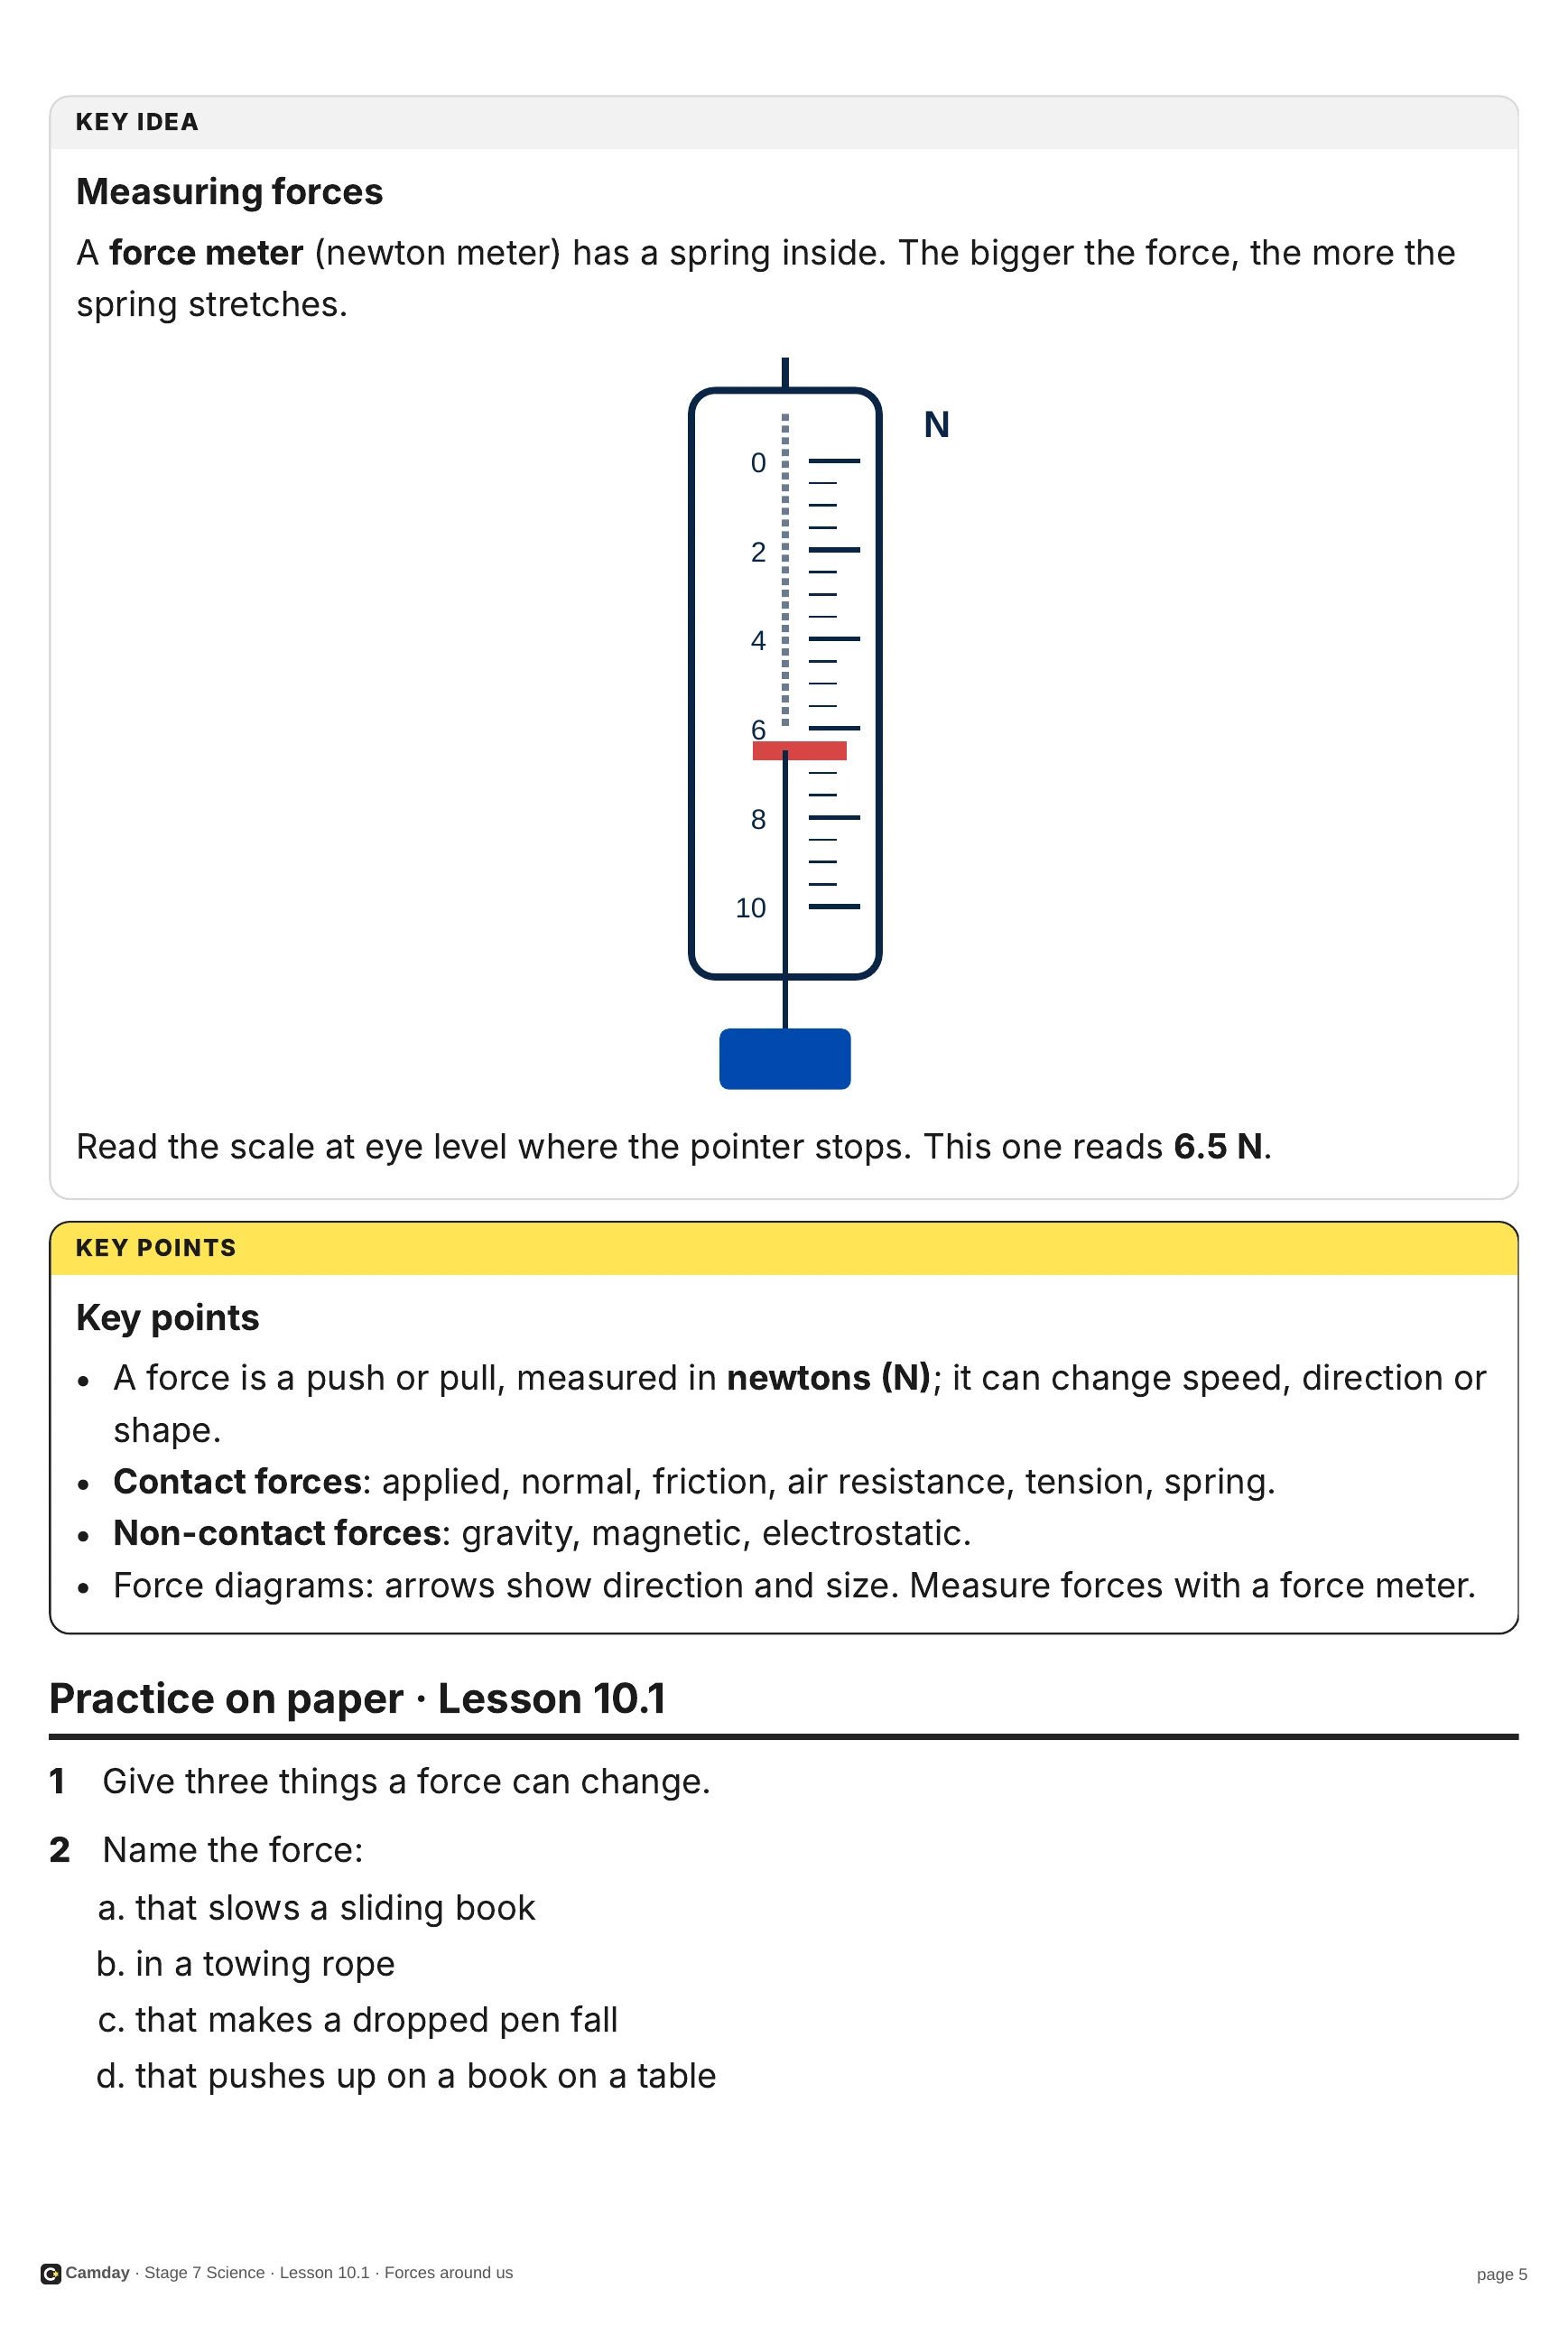 KEY IDEA
Measuring forces
A force meter (newton meter) has a spring inside. The bigger the force, the more the
spring stretches.
N
0
2
4
6
8
10
Read the scale at eye level where the pointer stops. This one reads 6.5 N.
KEY POINTS
Key points
• A force is a push or pull, measured in newtons (N); it can change speed, direction or
shape.
• Contact forces: applied, normal, friction, air resistance, tension, spring.
• Non-contact forces: gravity, magnetic, electrostatic.
• Force diagrams: arrows show direction and size. Measure forces with a force meter.
Practice on paper · Lesson 10.1
1 Give three things a force can change.
2 Name the force:
a. that slows a sliding book
b. in a towing rope
c. that makes a dropped pen fall
d. that pushes up on a book on a table
Camday · Stage 7 Science · Lesson 10.1 · Forces around us
page 5